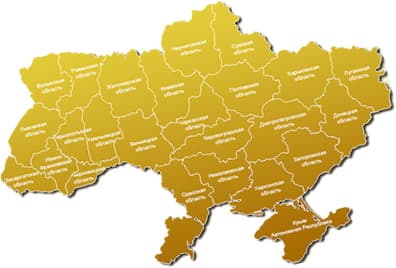 Черниговская
область
Сумская
область
Волынская
область
Ровенская
область
Житомирская
область
Киевская
область
Полтавская
область
Харьковская
область
Луганская
область
Львовская
область
Тернопольская
область
Хмельницкая
область
Винницкая
область
Черкасская
область
Кировоградская
область
Днепропетровская
область
Донецкая
область
Закарпатская
область
Ивано-
Франковская
область
Черновицкая
область
Одесская
область
Николаевская
область
Херсонская
область
Запорожская
область
Крым
Автономная Республика